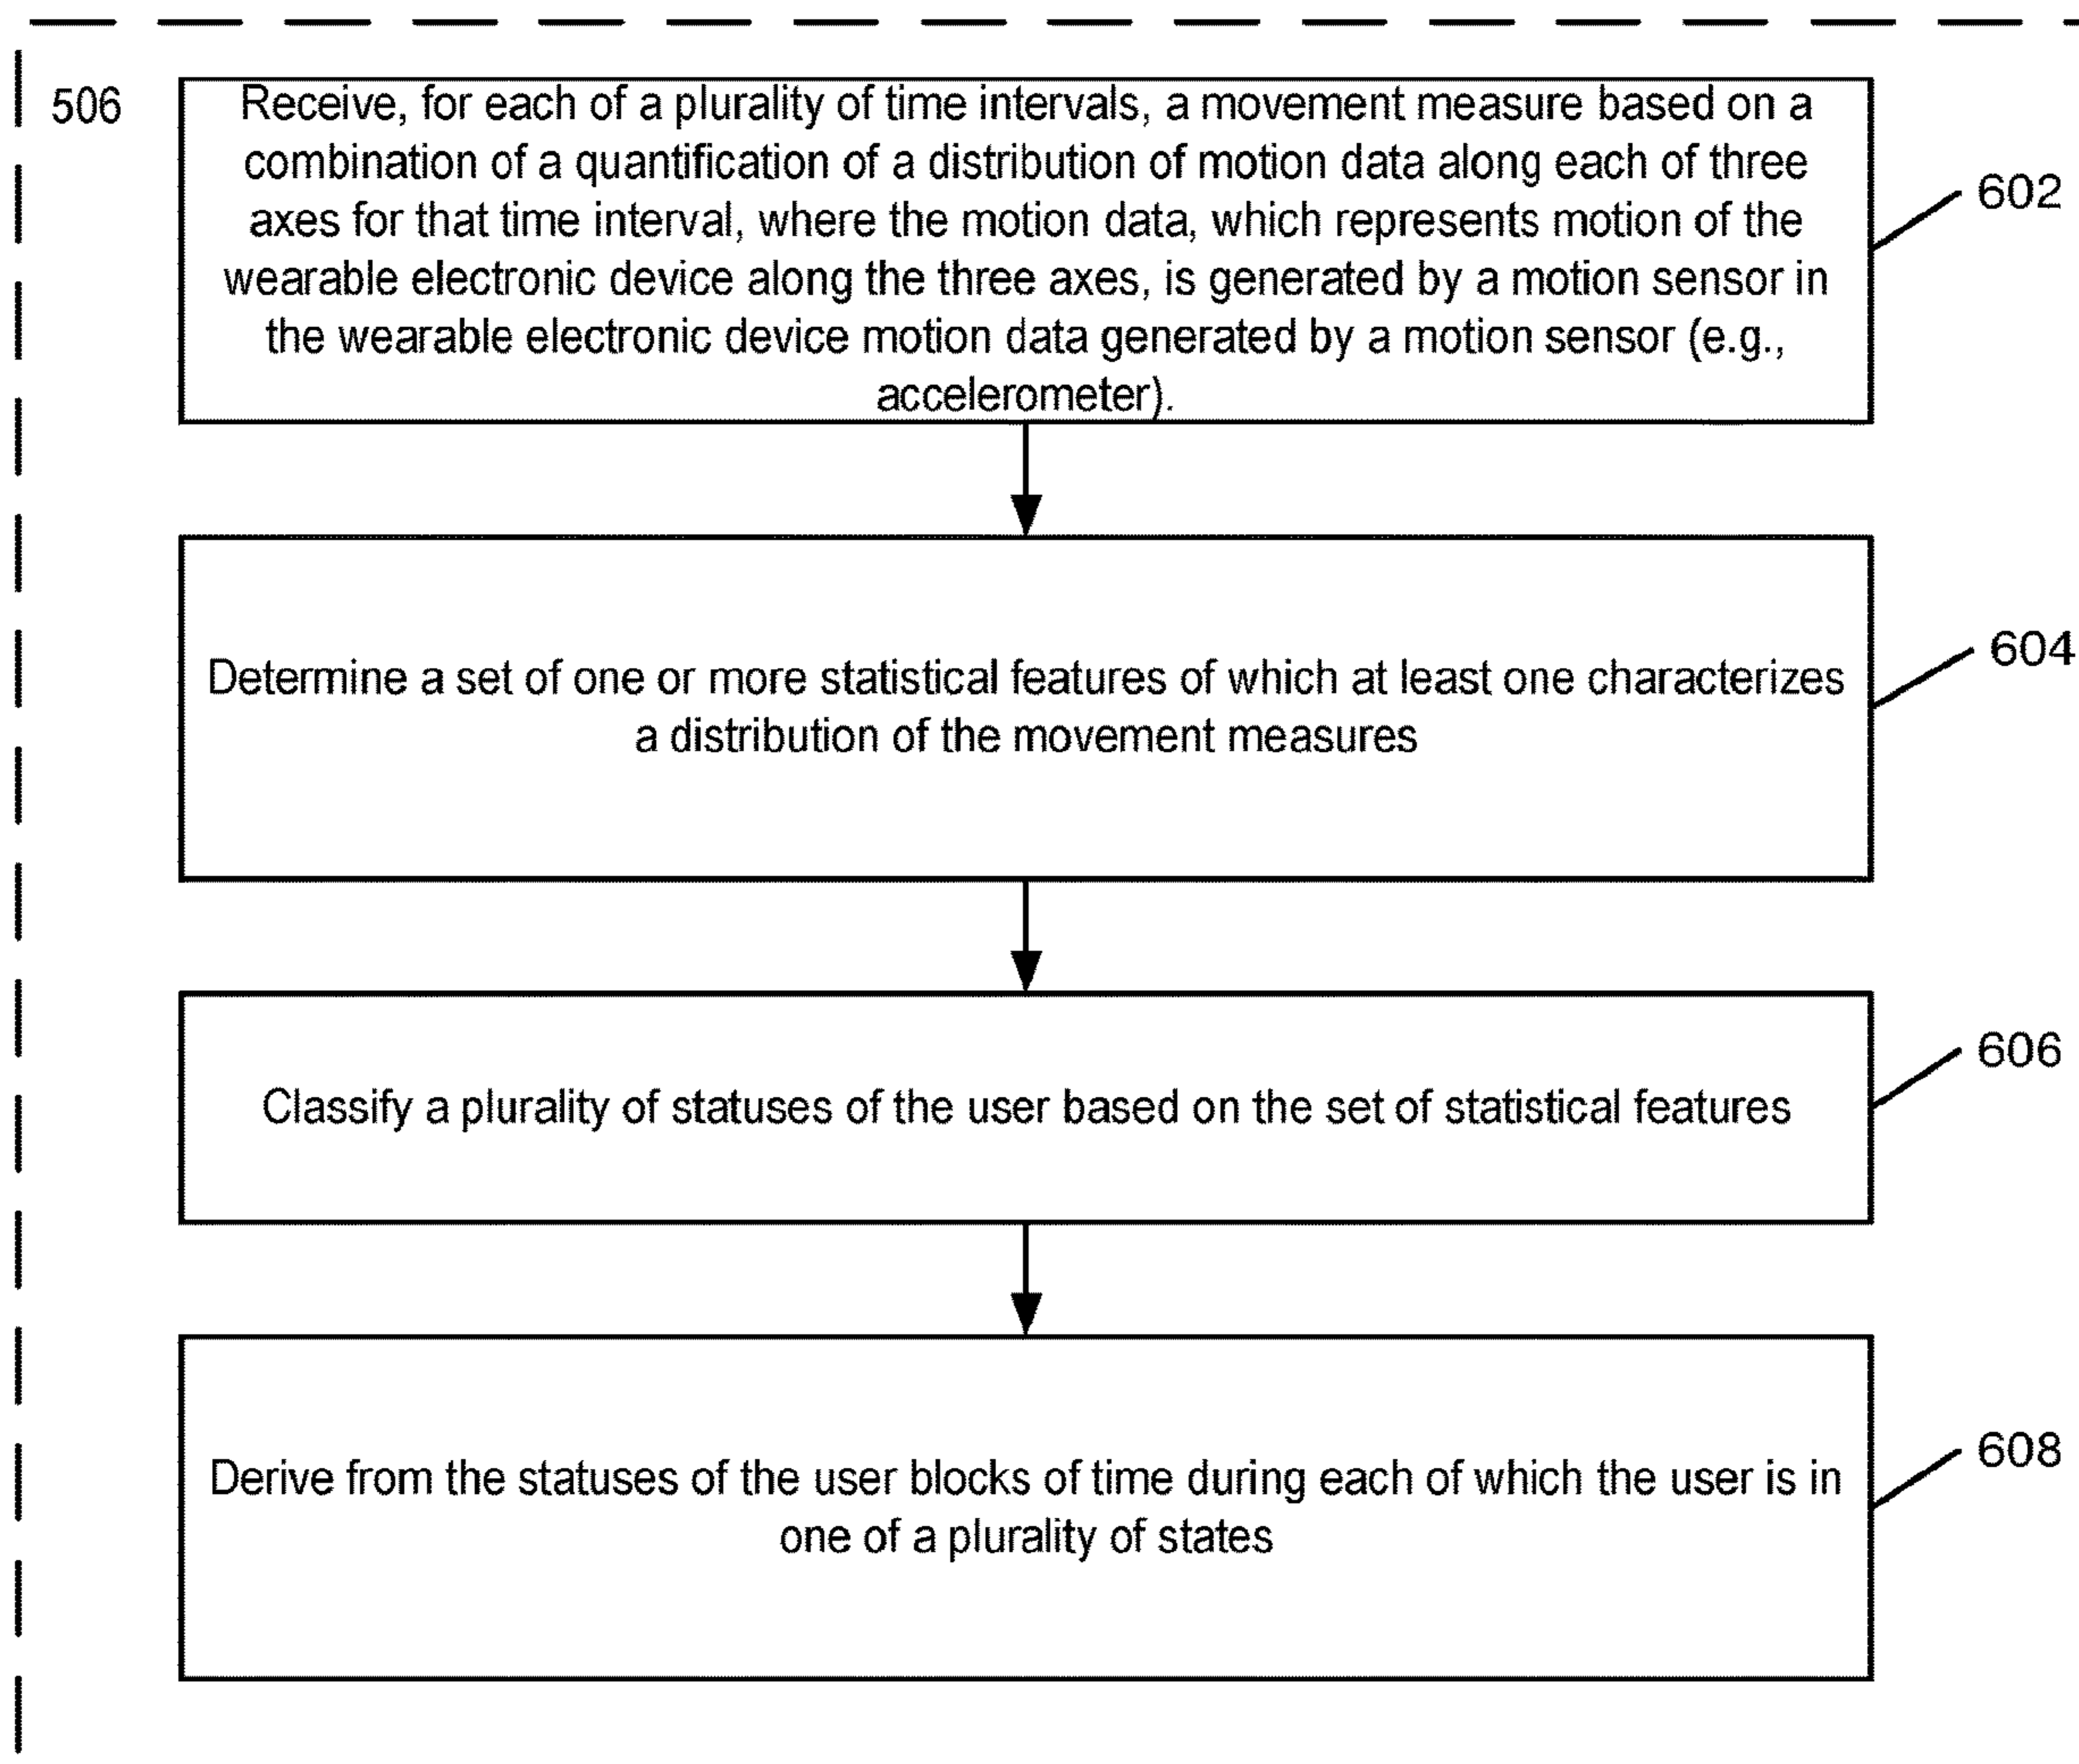 506
Receive, for each of a plurality of time intervals, a movement measure based on a
combination of a quantification of a distribution of motion data along each of three
axes for that time interval, where the motion data, which represents motion of the
wearable electronic device along the three axes, is generated by a motion sensor in
the wearable electronic device motion data generated by a motion sensor (e.g.,
accelerometer).
602
Determine a set of one or more statistical features of which at least one characterizes
a distribution of the movement measures
604
Classify a plurality of statuses of the user based on the set of statistical features
606
Derive from the statuses of the user blocks of time during each of which the user is in
one of a plurality of states
608